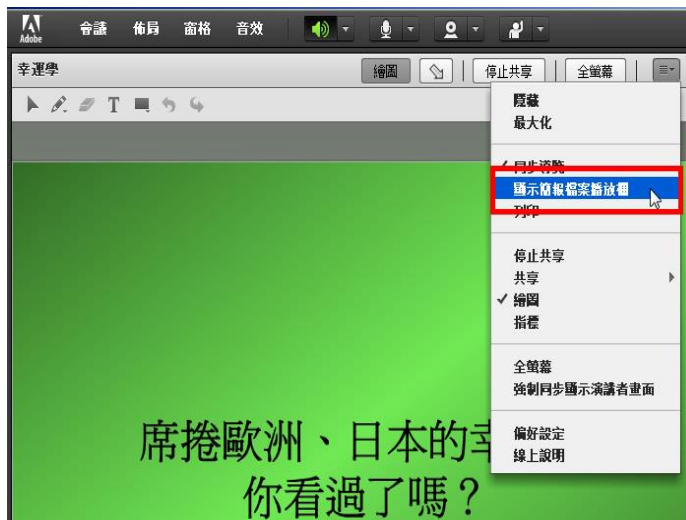 Adobe 會議 佈局 窗格 音效
幸運學 繪圖 停止共享 全螢幕
T
隱藏
最大化
✓ 同步導覽
顯示簡報檔案播放欄
列印
停止共享
共享
✓ 繪圖
指標
全螢幕
強制同步顯示演講者畫面
偏好設定
線上說明
席捲歐洲、日本的幸
你看過了嗎？